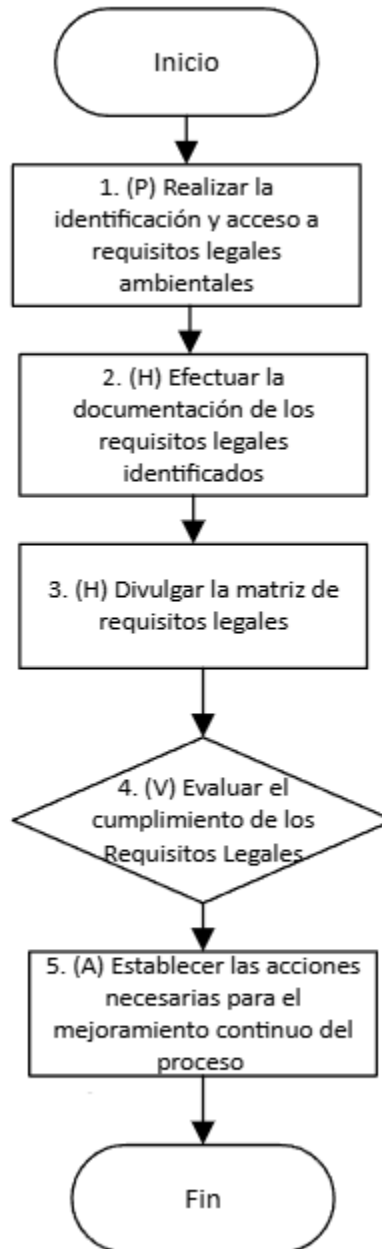 Inicio
1. (P) Realizar la
identificación y acceso a
requisitos legales
ambientales
2. (H) Efectuar la
documentación de los
requisitos legales
identificados
3. (H) Divulgar la matriz de
requisitos legales
4. (V) Evaluar el
cumplimiento de los
Requisitos Legales
5. (A) Establecer las acciones
necesarias para el
mejoramiento continuo del
proceso
Fin